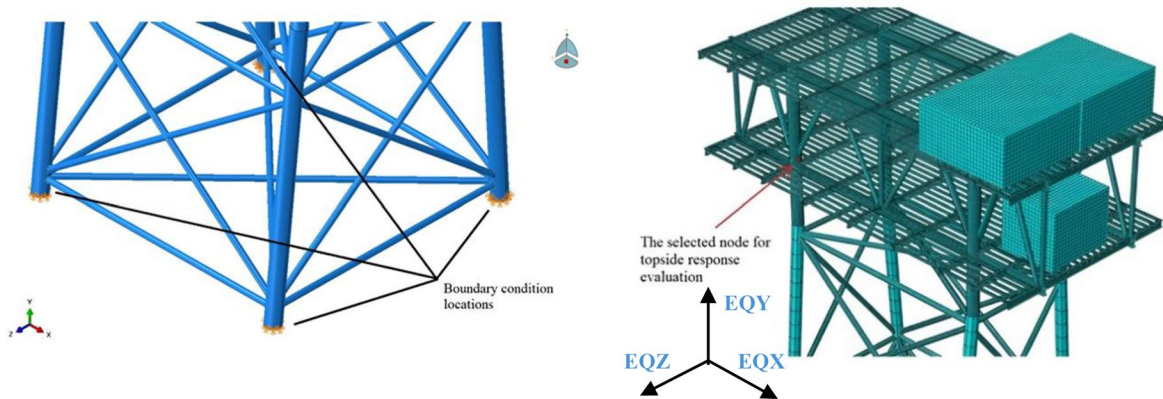 Boundary condition
locations
Y
Z
X
The selected node for
topside response
evaluation
EQY
EQZ
EQX